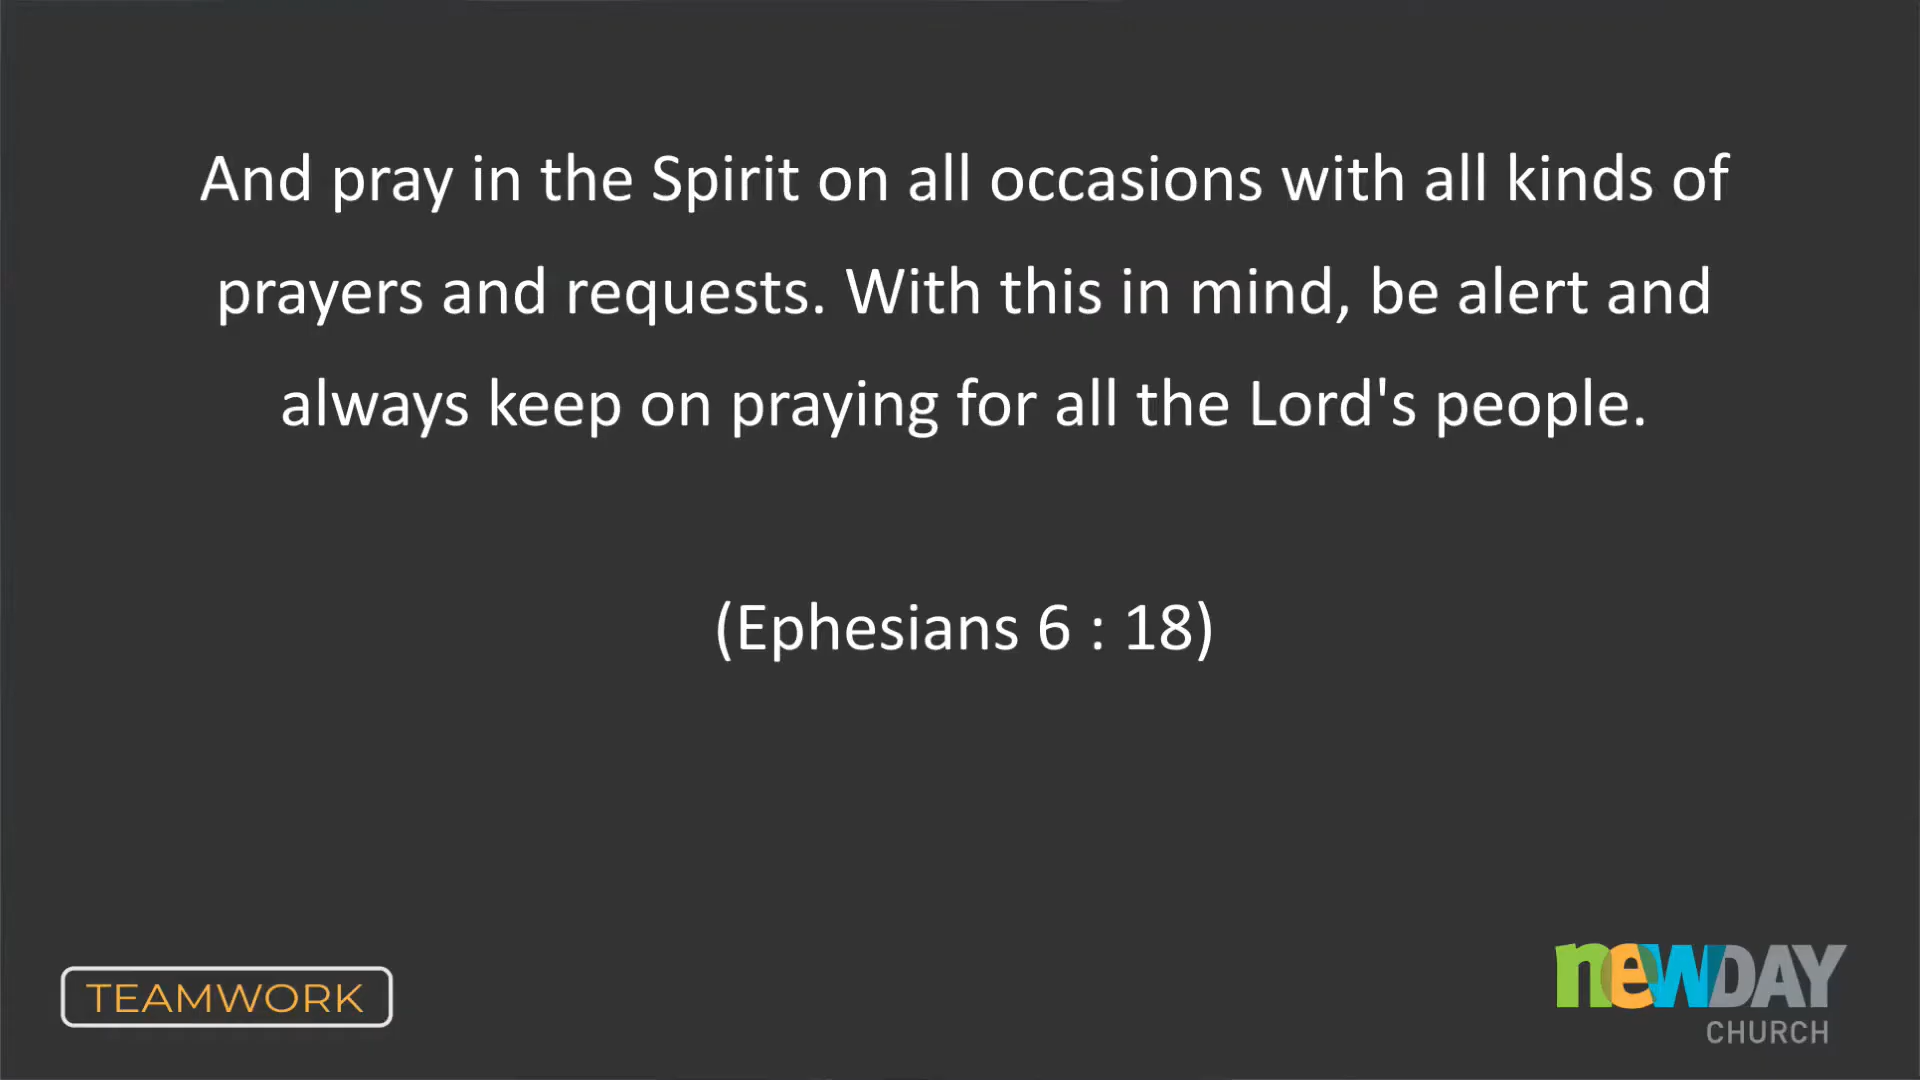 And pray in the Spirit on all occasions with all kinds of
prayers and requests. With this in mind, be alert and
always keep on praying for all the Lord's people.
(Ephesians 6 : 18)
TEAMWORK
newDAY
CHURCH